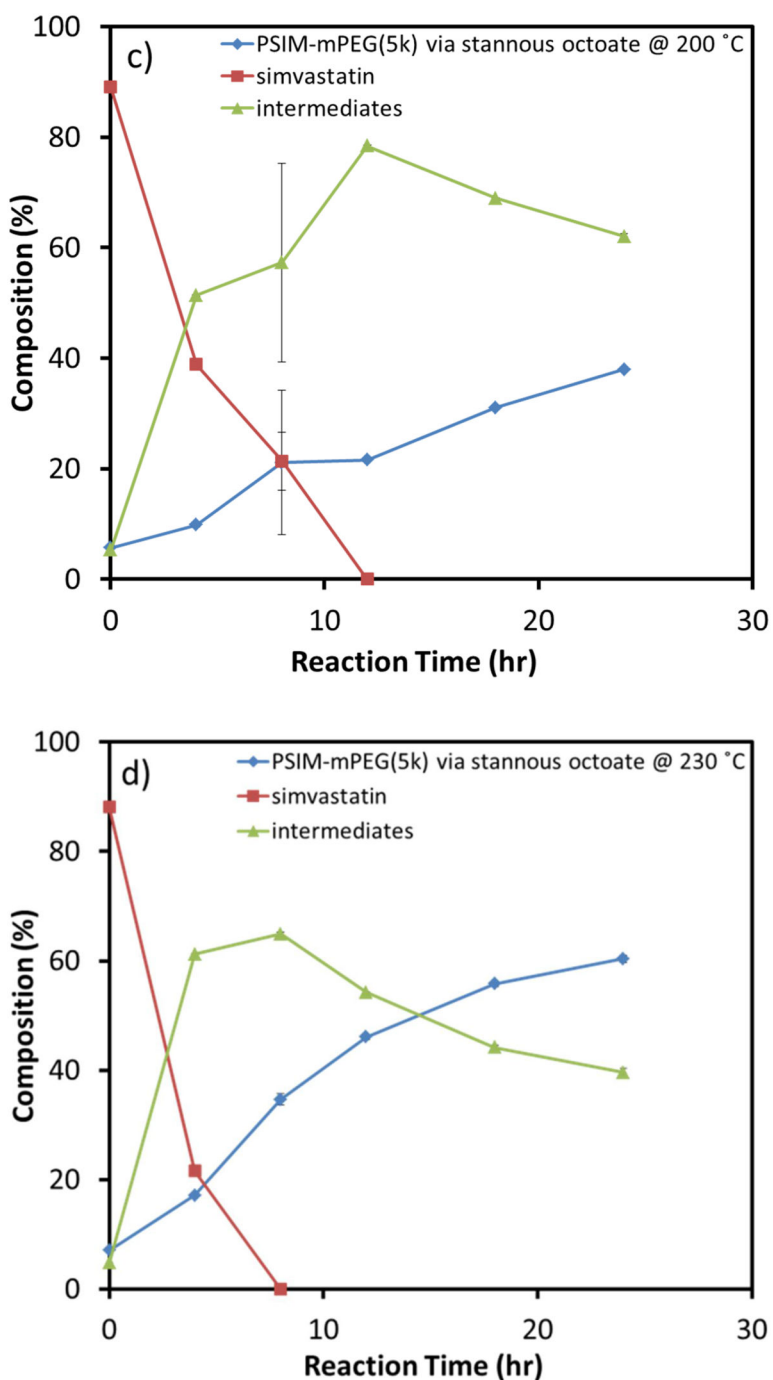 100
c)
PSIM-mPEG(5k) via stannous octoate @ 200 ˚C
simvastatin
intermediates
80
60
40
20
0
Composition (%)
0 10 20 30
Reaction Time (hr)
100
d)
PSIM-mPEG(5k) via stannous octoate @ 230 ˚C
simvastatin
intermediates
80
60
40
20
0
Composition (%)
0 10 20 30
Reaction Time (hr)